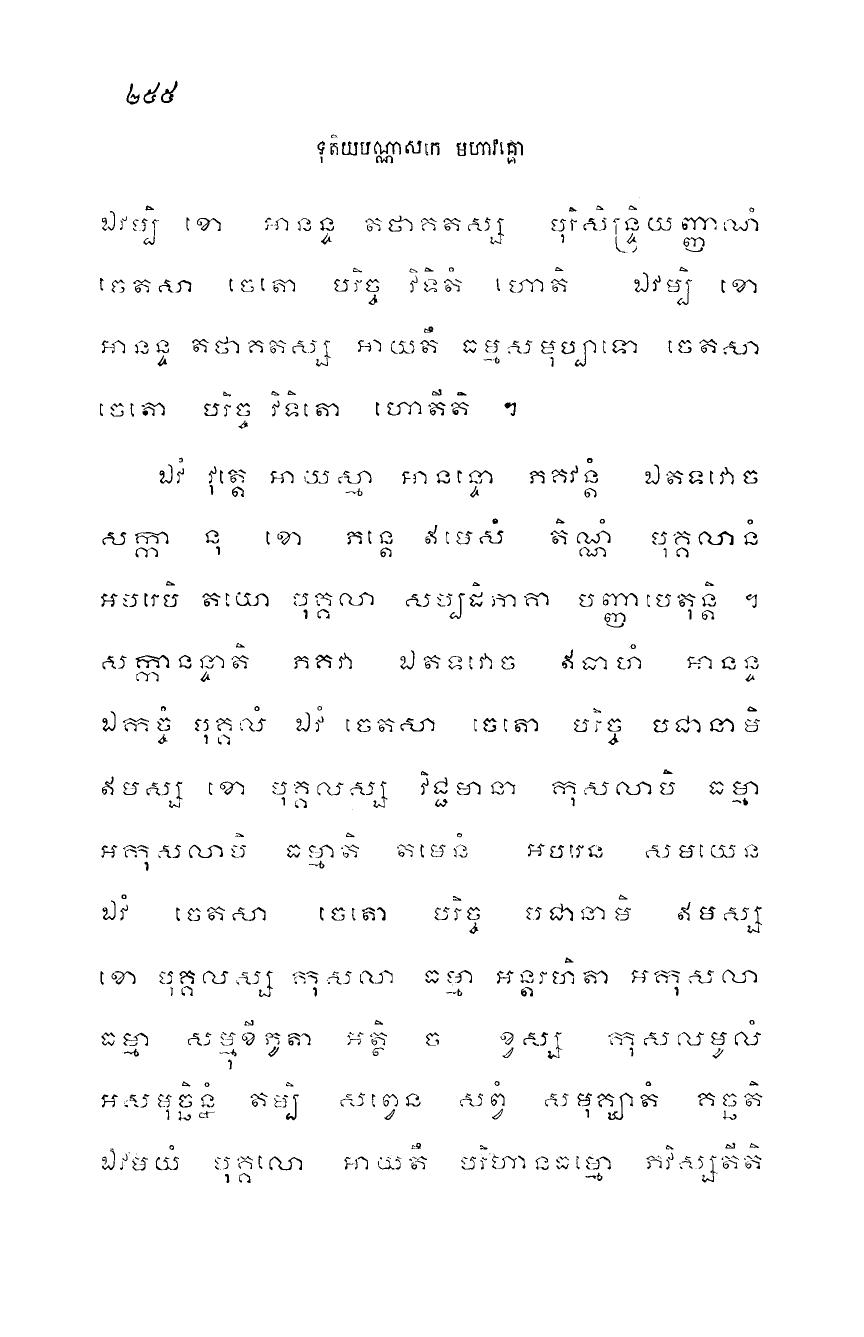 ២៥៥
ទុតិយបណ្ណាសកេ មហាវគ្គោ
ឯវម្បិ ខោ អានន្ទ តថាគតស្ស បុរិសិន្ទ្រិយញ្ញាណំ
ចេតសា ចេតោ បរិច្ច វិទិតំ ហោតិ ឯវម្បិ ខោ
អានន្ទ តថាគតស្ស អាយតឹ ធម្មសមុប្បាទោ ចេតសា
ចេតោ បរិច្ច វិទិតោ ហោតីតិ ។
ឯវំ វុត្តេ អាយស្មា អានន្ទោ ភគវន្តំ ឯតទវោច
សក្កា នុ ខោ ភន្តេ ឥមេសំ តិណ្ណំ បុគ្គលានំ
អបរេបិ តយោ បុគ្គលា សប្បដិភាគា បញ្ញាបេតុន្តិ ។
សក្កានន្ទាតិ ភគវា ឯតទវោច ឥធាហំ អានន្ទ
ឯកច្ចំ បុគ្គលំ ឯវំ ចេតសា ចេតោ បរិច្ច បជានាមិ
ឥមស្ស ខោ បុគ្គលស្ស វិជ្ជមានា កុសលាបិ ធម្មា
អកុសលាបិ ធម្មាតិ តមេនំ អបរេន សមយេន
ឯវំ ចេតសា ចេតោ បរិច្ច បជានាមិ ឥមស្ស
ខោ បុគ្គលស្ស កុសលា ធម្មា អន្តរហិតា អកុសលា
ធម្មា សម្មុខីភូតា អត្ថិ ច ខ្វស្ស កុសលមូលំ
អសមុច្ឆិន្នំ តម្បិ សព្វេន សព្វំ សមុគ្ឃាតំ គច្ឆតិ
ឯវមយំ បុគ្គលោ អាយតឹ បរិហានធម្មោ ភវិស្សតីតិ